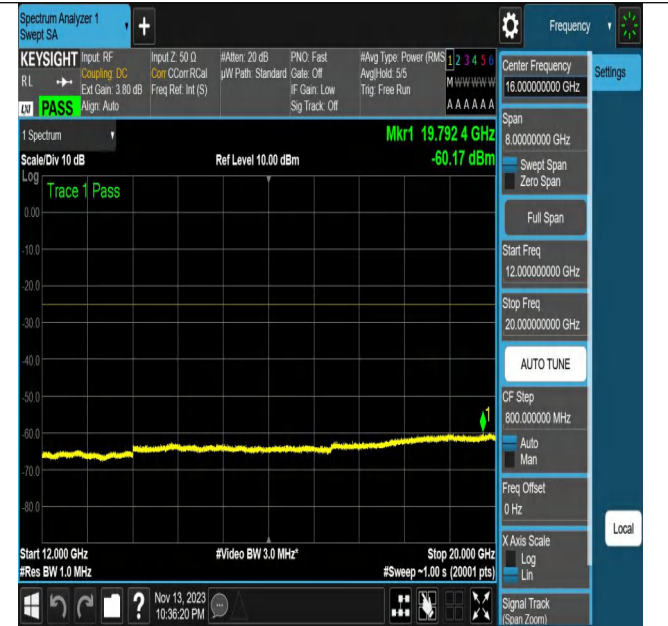 Spectrum Analyzer 1
Swept SA
+
Frequency
KEYSIGHT
RL
PASS
Input: RF
Coupling: DC
Ext Gain: 3.80 dB
Align: Auto
Input Z: 50 Ω
Corr CCorr RCal
Freq Ref: Int (S)
#Atten: 20 dB
µW Path: Standard
PNO: Fast
Gate: Off
IF Gain: Low
Sig Track: Off
#Avg Type: Power (RMS
Avg|Hold: 5/5
Trig: Free Run
1 2 3 4 5 6
M W W W W W
A A A A A A
1 Spectrum
Scale/Div 10 dB
Ref Level 10.00 dBm
Mkr1 19.792 4 GHz
-60.17 dBm
Log
Trace 1 Pass
0.00
-10.0
-20.0
-30.0
-40.0
-50.0
-60.0
-70.0
-80.0
1
Start 12.000 GHz
#Res BW 1.0 MHz
#Video BW 3.0 MHz*
Stop 20.000 GHz
#Sweep ~1.00 s (20001 pts)
Nov 13, 2023
10:36:20 PM
?
Center Frequency
16.000000000 GHz
Settings
Span
8.00000000 GHz
Swept Span
Zero Span
Full Span
Start Freq
12.000000000 GHz
Stop Freq
20.000000000 GHz
AUTO TUNE
CF Step
800.000000 MHz
Auto
Man
Freq Offset
0 Hz
X Axis Scale
Log
Lin
Local
Signal Track
(Span Zoom)